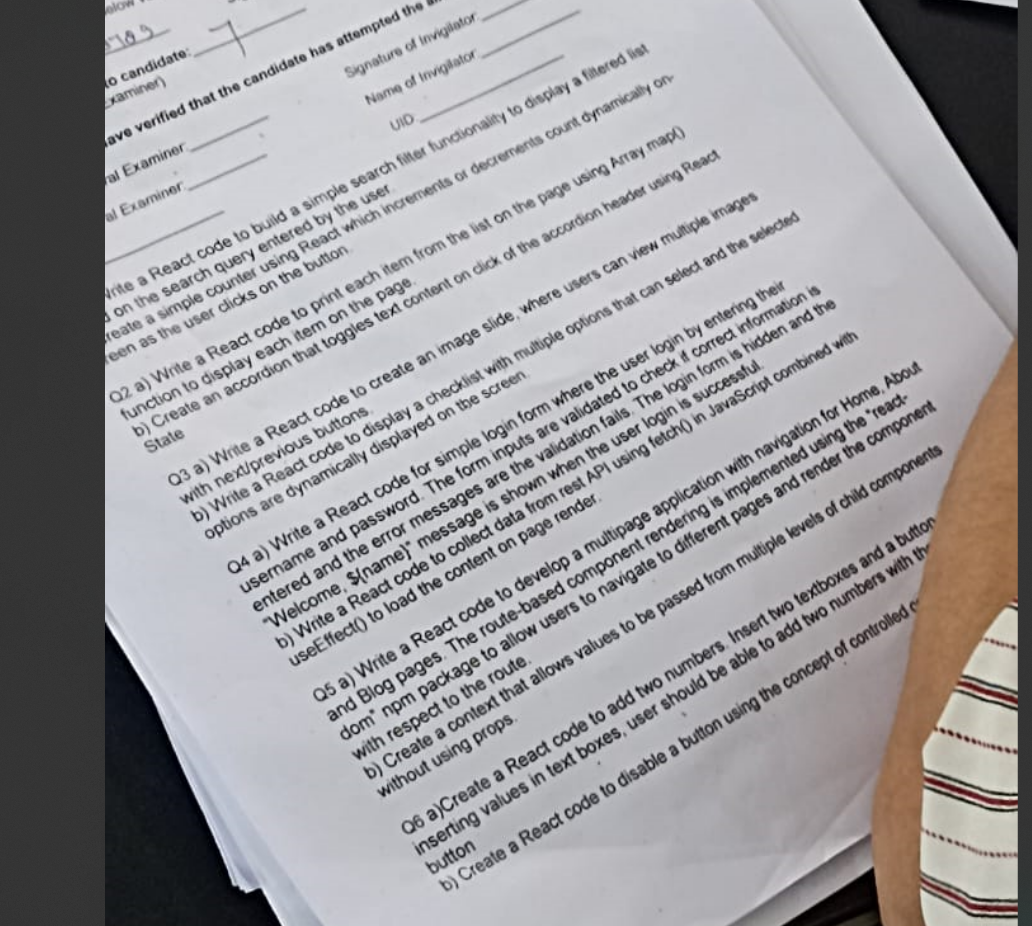 below
3703
to candidate: 7
Examiner)
have verified that the candidate has attempted the
Signature of Invigilator:
Name of Invigilator:
UID:
al Examiner:
al Examiner:
Write a React code to build a simple search filter functionality to display a filtered list
on the search query entered by the user.
reate a simple counter using React which increments or decrements count dynamically on-
reen as the user clicks on the button.
Q2 a) Write a React code to print each item from the list on the page using Array map()
function to display each item on the page.
b) Create an accordion that toggles text content on click of the accordion header using React
State
Q3 a) Write a React code to create an image slide, where users can view multiple images
with next/previous buttons.
b) Write a React code to display a checklist with multiple options that can select and the selected
options are dynamically displayed on the screen.
Q4 a) Write a React code for simple login form where the user login by entering their
username and password. The form inputs are validated to check if correct information is
entered and the error messages are the validation fails. The login form is hidden and the
"Welcome, ${name}" message is shown when the user login is successful.
b) Write a React code to collect data from rest API using fetch() in JavaScript combined with
useEffect() to load the content on page render.
Q5 a) Write a React code to develop a multipage application with navigation for Home, About
and Blog pages. The route-based component rendering is implemented using the "react-
dom" npm package to allow users to navigate to different pages and render the component
with respect to the route.
b) Create a context that allows values to be passed from multiple levels of child components
without using props.
Q6 a)Create a React code to add two numbers. Insert two textboxes and a button
inserting values in text boxes, user should be able to add two numbers with the
button
b) Create a React code to disable a button using the concept of controlled